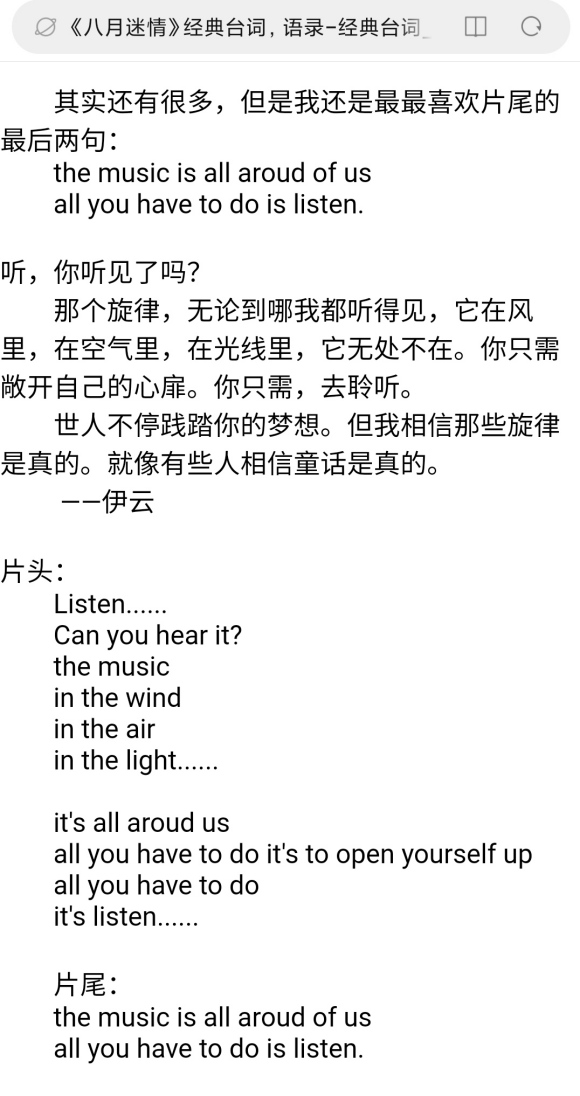 《八月迷情》经典台词，语录-经典台词_
其实还有很多，但是我还是最最喜欢片尾的
最后两句：
the music is all aroud of us
all you have to do is listen.
听，你听见了吗？
那个旋律，无论到哪我都听得见，它在风
里，在空气里，在光线里，它无处不在。你只需
敞开自己的心扉。你只需，去聆听。
世人不停践踏你的梦想。但我相信那些旋律
是真的。就像有些人相信童话是真的。
——伊云
片头：
Listen......
Can you hear it?
the music
in the wind
in the air
in the light......
it's all aroud us
all you have to do it's to open yourself up
all you have to do
it's listen......
片尾：
the music is all aroud of us
all you have to do is listen.